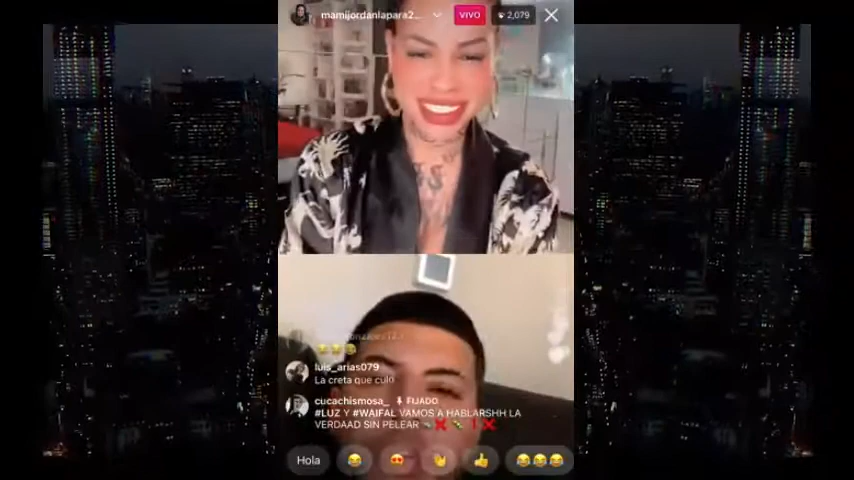 mamijordanlapara2...
VIVO
2,079
luis_arias079
La creta que culo
cucachismosa_ FIJADO
#LUZ Y #WAIFAL VAMOS A HABLARSHH LA
VERDAAD SIN PELEAR
Hola